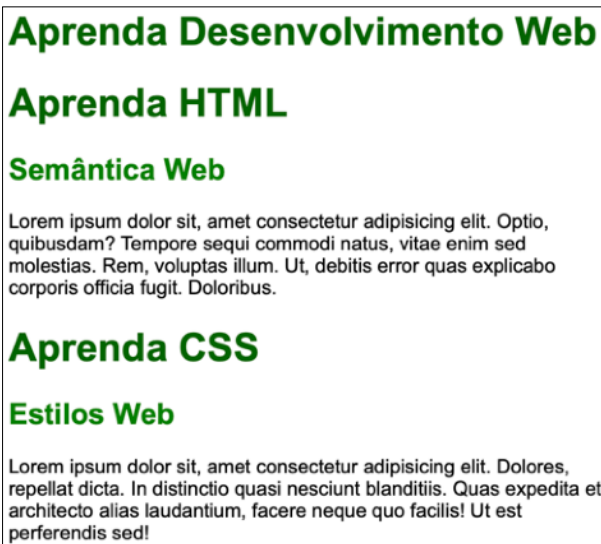 Aprenda Desenvolvimento Web
Aprenda HTML
Semântica Web
Lorem ipsum dolor sit, amet consectetur adipisicing elit. Optio,
quibusdam? Tempore sequi commodi natus, vitae enim sed
molestias. Rem, voluptas illum. Ut, debitis error quas explicabo
corporis officia fugit. Doloribus.
Aprenda CSS
Estilos Web
Lorem ipsum dolor sit, amet consectetur adipisicing elit. Dolores,
repellat dicta. In distinctio quasi nesciunt blanditiis. Quas expedita et
architecto alias laudantium, facere neque quo facilis! Ut est
perferendis sed!